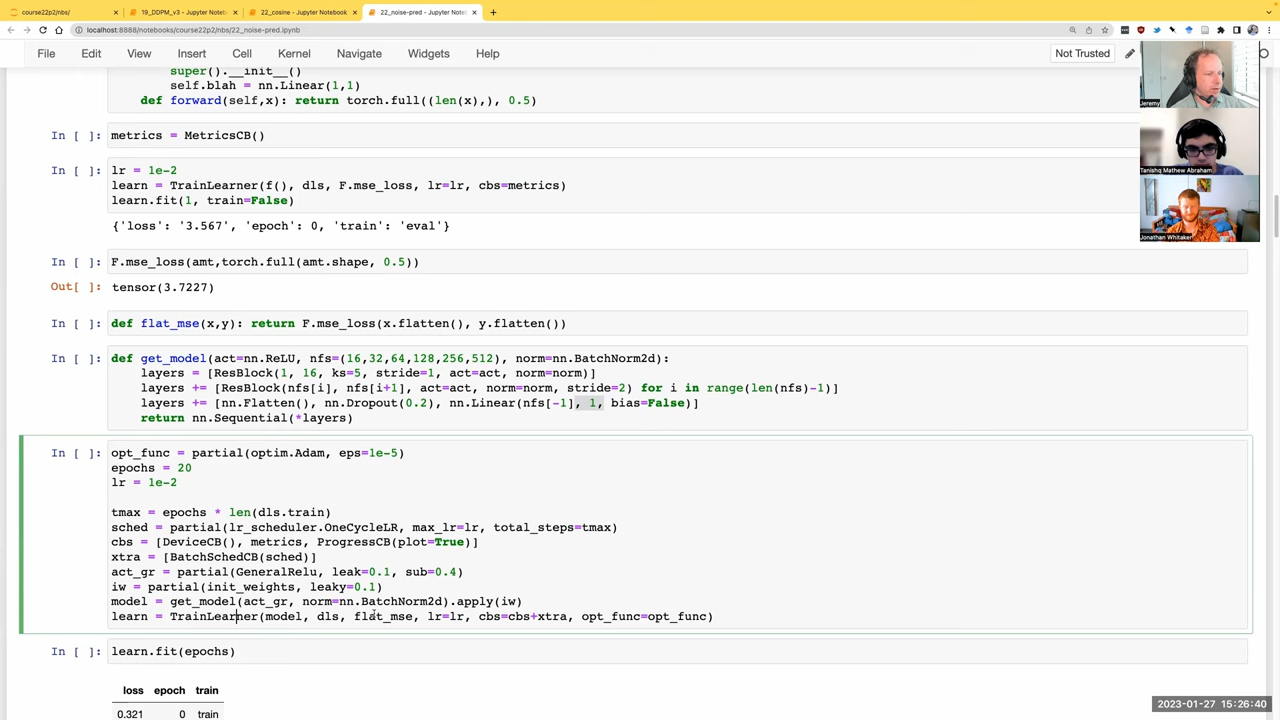 course22p2/nbs/
19_DDPM_v3 - Jupyter Noteb
22_cosine - Jupyter Notebook
22_noise-pred - Jupyter Note
localhost:8888/notebooks/course22p2/nbs/22_noise-pred.ipynb
File Edit View Insert Cell Kernel Navigate Widgets Help
Not Trusted
super().__init__()
self.blah = nn.Linear(1,1)
def forward(self,x): return torch.full((len(x),), 0.5)
In [ ]: metrics = MetricsCB()
In [ ]: lr = 1e-2
learn = TrainLearner(f(), dls, F.mse_loss, lr=lr, cbs=metrics)
learn.fit(1, train=False)
{'loss': '3.567', 'epoch': 0, 'train': 'eval'}
In [ ]: F.mse_loss(amt,torch.full(amt.shape, 0.5))
Out[ ]: tensor(3.7227)
In [ ]: def flat_mse(x,y): return F.mse_loss(x.flatten(), y.flatten())
In [ ]: def get_model(act=nn.ReLU, nfs=(16,32,64,128,256,512), norm=nn.BatchNorm2d):
layers = [ResBlock(1, 16, ks=5, stride=1, act=act, norm=norm)]
layers += [ResBlock(nfs[i], nfs[i+1], act=act, norm=norm, stride=2) for i in range(len(nfs)-1)]
layers += [nn.Flatten(), nn.Dropout(0.2), nn.Linear(nfs[-1], 1, bias=False)]
return nn.Sequential(*layers)
In [ ]: opt_func = partial(optim.Adam, eps=1e-5)
epochs = 20
lr = 1e-2
tmax = epochs * len(dls.train)
sched = partial(lr_scheduler.OneCycleLR, max_lr=lr, total_steps=tmax)
cbs = [DeviceCB(), metrics, ProgressCB(plot=True)]
xtra = [BatchSchedCB(sched)]
act_gr = partial(GeneralRelu, leak=0.1, sub=0.4)
iw = partial(init_weights, leaky=0.1)
model = get_model(act_gr, norm=nn.BatchNorm2d).apply(iw)
learn = TrainLearner(model, dls, flat_mse, lr=lr, cbs=cbs+xtra, opt_func=opt_func)
In [ ]: learn.fit(epochs)
loss epoch train
0.321 0 train
Jeremy
Tanishq Mathew Abraham
Jonathan Whitaker
2023-01-27 15:26:40